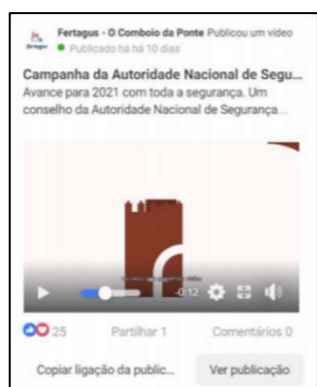 Fertagus - O Comboio da Ponte Publicou um vídeo
fertagus
Publicado há há 10 dias
Campanha da Autoridade Nacional de Segu...
Avance para 2021 com toda a segurança. Um
conselho da Autoridade Nacional de Segurança...
-0:12
25
Partilhar 1
Comentários 0
Copiar ligação da public...
Ver publicação